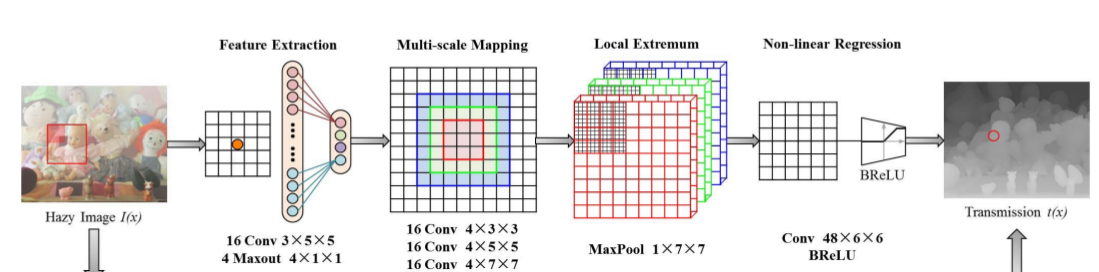 Feature Extraction
Multi-scale Mapping
Local Extremum
Non-linear Regression
BReLU
Hazy Image I(x)
Transmission t(x)
16 Conv 3×5×5
4 Maxout 4×1×1
16 Conv 4×3×3
16 Conv 4×5×5
16 Conv 4×7×7
MaxPool 1×7×7
Conv 48×6×6
BReLU